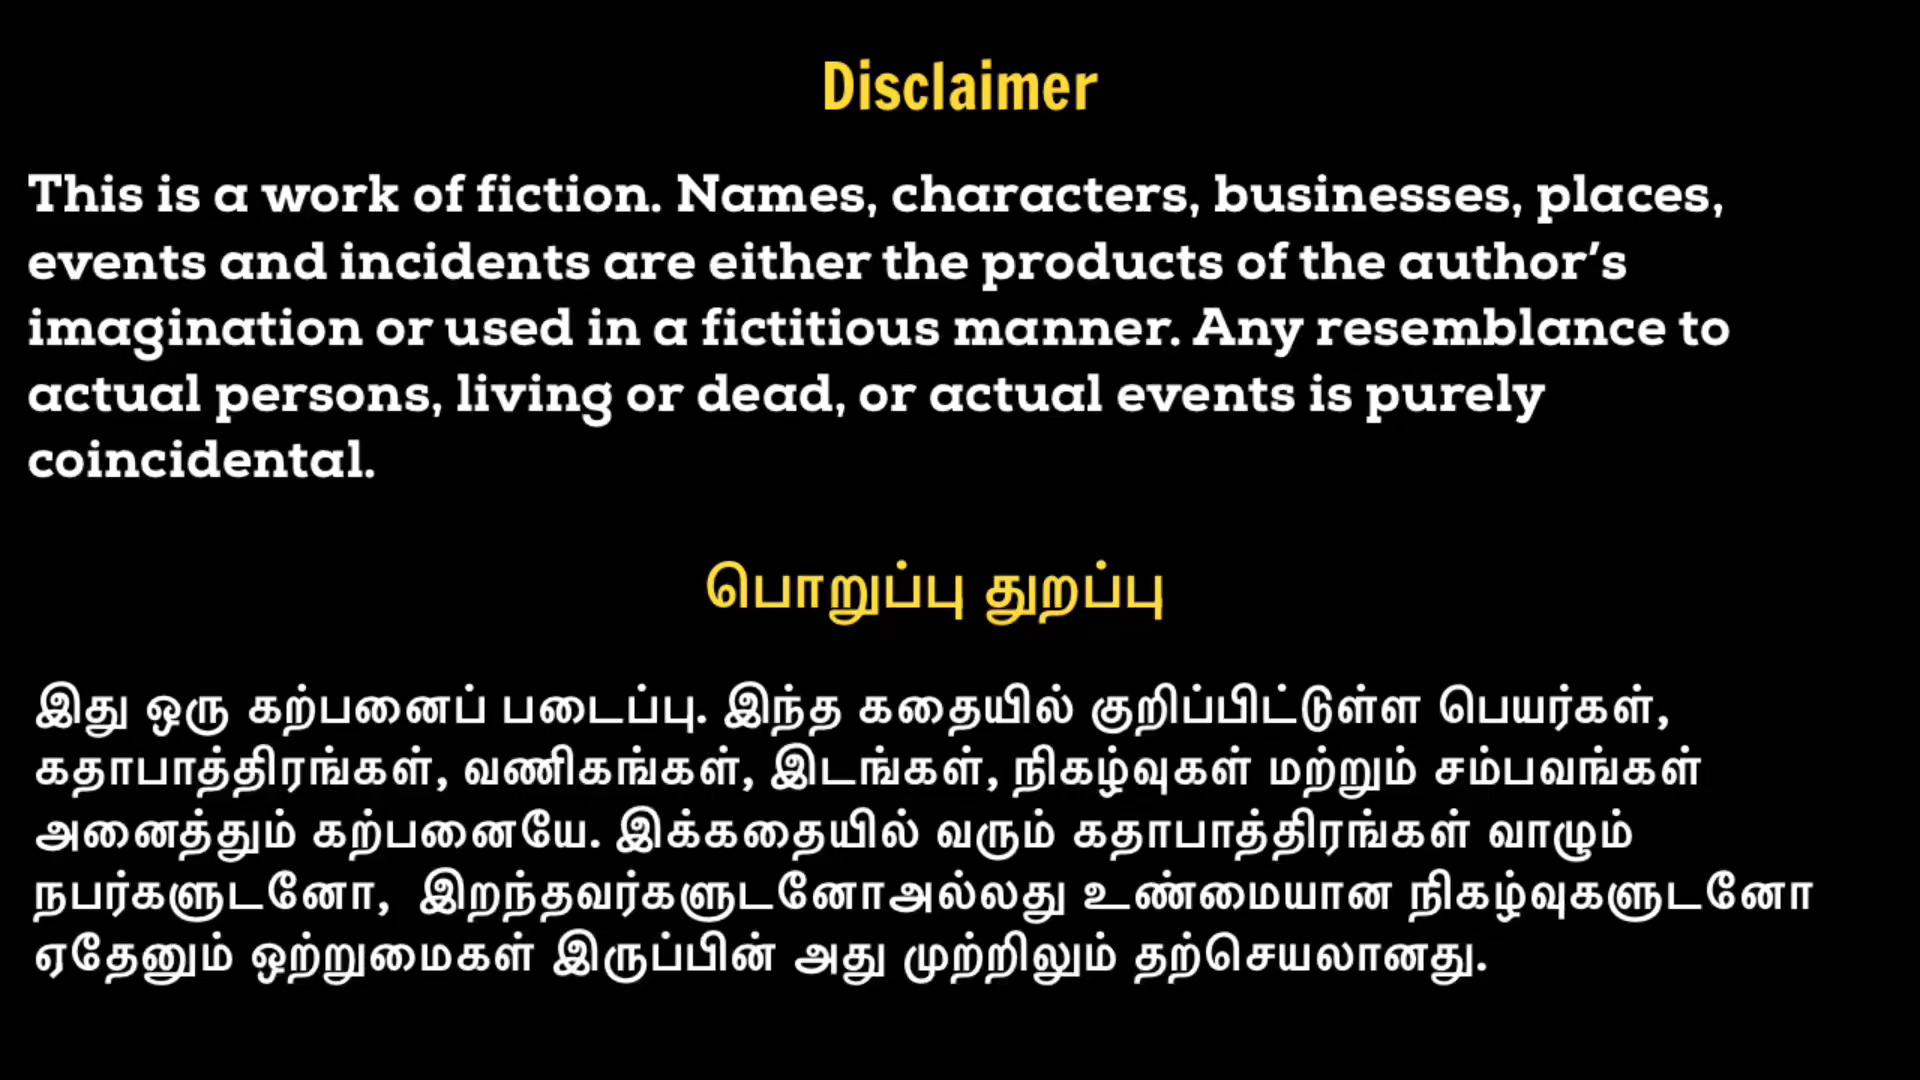 Disclaimer
This is a work of fiction. Names, characters, businesses, places,
events and incidents are either the products of the author’s
imagination or used in a fictitious manner. Any resemblance to
actual persons, living or dead, or actual events is purely
coincidental.
பொறுப்பு துறப்பு
இது ஒரு கற்பனைப் படைப்பு. இந்த கதையில் குறிப்பிட்டுள்ள பெயர்கள்,
கதாபாத்திரங்கள், வணிகங்கள், இடங்கள், நிகழ்வுகள் மற்றும் சம்பவங்கள்
அனைத்தும் கற்பனையே. இக்கதையில் வரும் கதாபாத்திரங்கள் வாழும்
நபர்களுடனோ, இறந்தவர்களுடனோஅல்லது உண்மையான நிகழ்வுகளுடனோ
ஏதேனும் ஒற்றுமைகள் இருப்பின் அது முற்றிலும் தற்செயலானது.